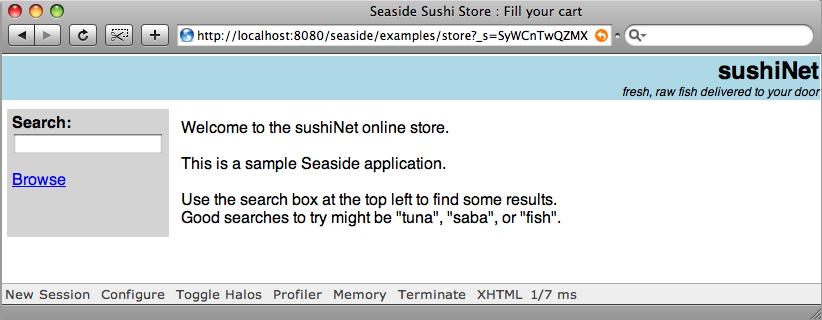 Seaside Sushi Store : Fill your cart
http://localhost:8080/seaside/examples/store?_s=SyWCnTwQZMX
sushiNet
fresh, raw fish delivered to your door
Search:
Browse
Welcome to the sushiNet online store.
This is a sample Seaside application.
Use the search box at the top left to find some results.
Good searches to try might be "tuna", "saba", or "fish".
New Session Configure Toggle Halos Profiler Memory Terminate XHTML 1/7 ms